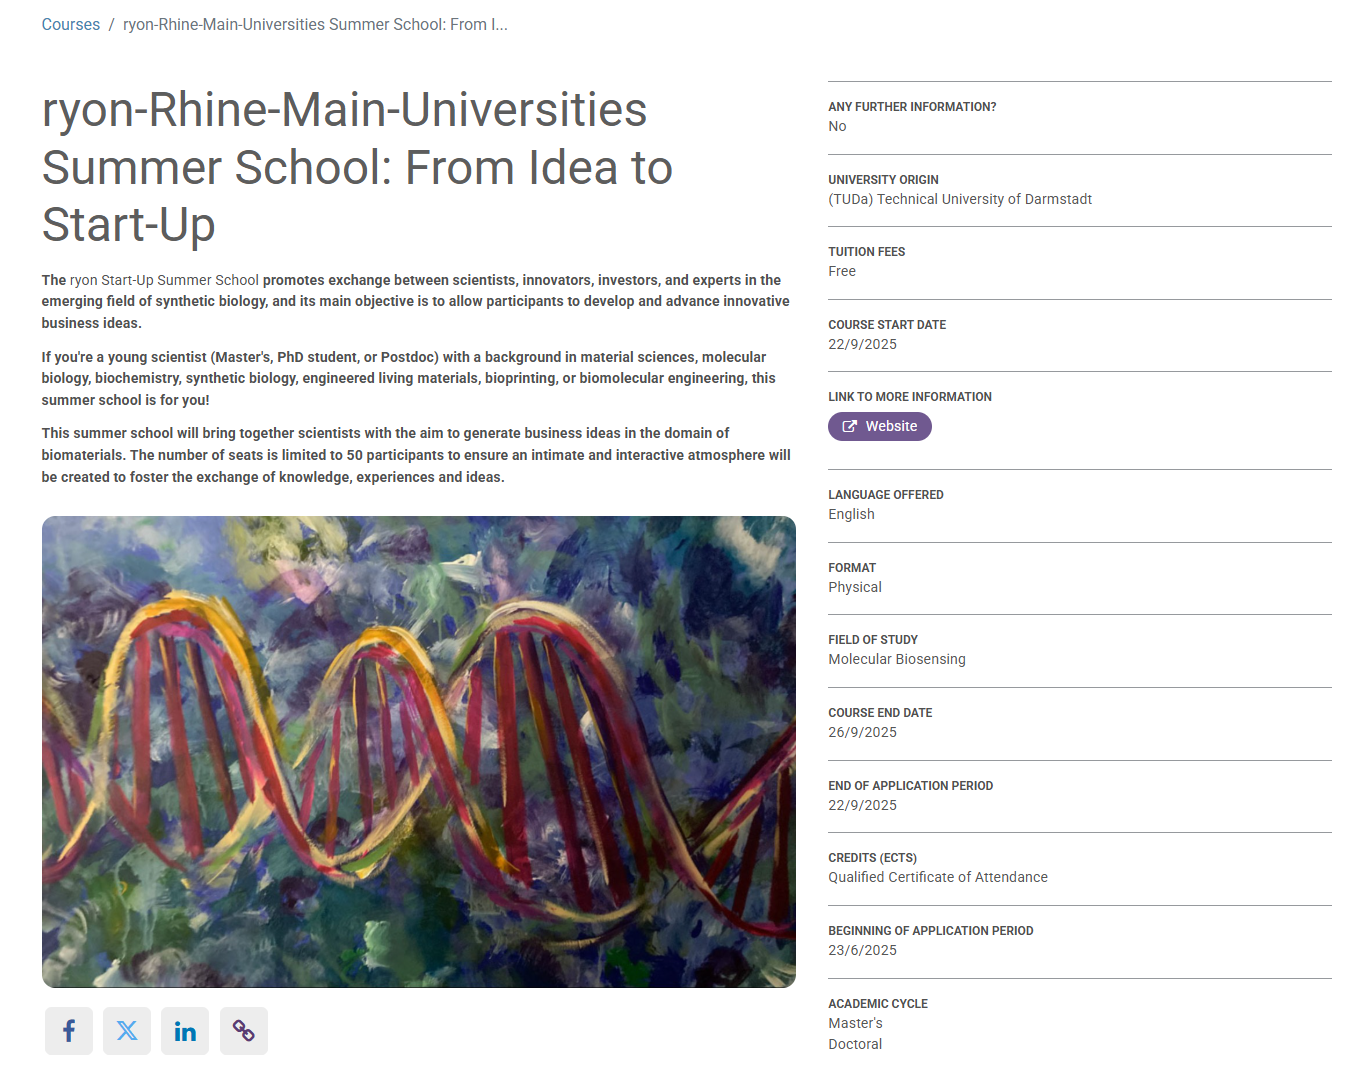 Courses / ryon-Rhine-Main-Universities Summer School: From I...
ryon-Rhine-Main-Universities
Summer School: From Idea to
Start-Up
The ryon Start-Up Summer School promotes exchange between scientists, innovators, investors, and experts in the
emerging field of synthetic biology, and its main objective is to allow participants to develop and advance innovative
business ideas.
If you're a young scientist (Master's, PhD student, or Postdoc) with a background in material sciences, molecular
biology, biochemistry, synthetic biology, engineered living materials, bioprinting, or biomolecular engineering, this
summer school is for you!
This summer school will bring together scientists with the aim to generate business ideas in the domain of
biomaterials. The number of seats is limited to 50 participants to ensure an intimate and interactive atmosphere will
be created to foster the exchange of knowledge, experiences and ideas.
ANY FURTHER INFORMATION?
No
UNIVERSITY ORIGIN
(TUDa) Technical University of Darmstadt
TUITION FEES
Free
COURSE START DATE
22/9/2025
LINK TO MORE INFORMATION
Website
LANGUAGE OFFERED
English
FORMAT
Physical
FIELD OF STUDY
Molecular Biosensing
COURSE END DATE
26/9/2025
END OF APPLICATION PERIOD
22/9/2025
CREDITS (ECTS)
Qualified Certificate of Attendance
BEGINNING OF APPLICATION PERIOD
23/6/2025
ACADEMIC CYCLE
Master's
Doctoral